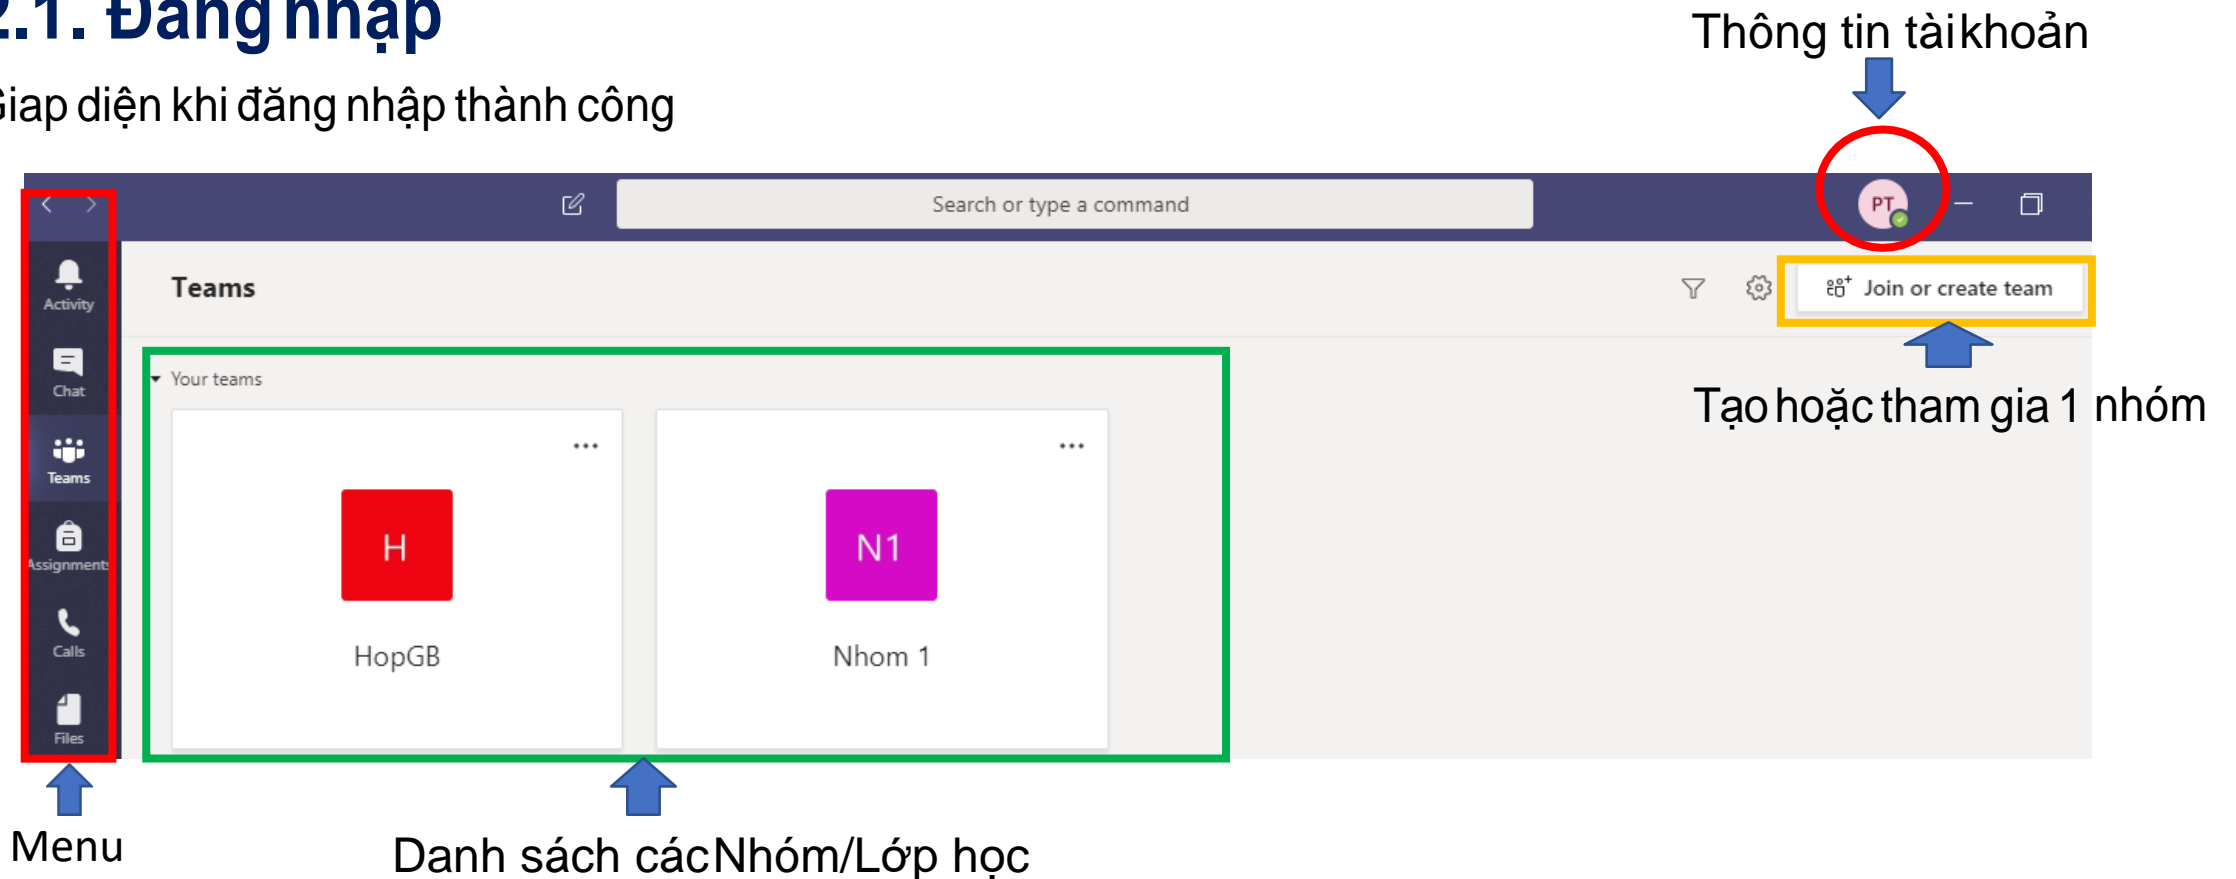 2.1. Đăng nhập
Thông tin tài khoản
Giap diện khi đăng nhập thành công
Search or type a command
PT
Activity
Teams
Join or create team
Chat
Your teams
Tạo hoặc tham gia 1 nhóm
Teams
H
N1
Assignments
Calls
HopGB
Nhom 1
Files
Menu
Danh sách các Nhóm/Lớp học